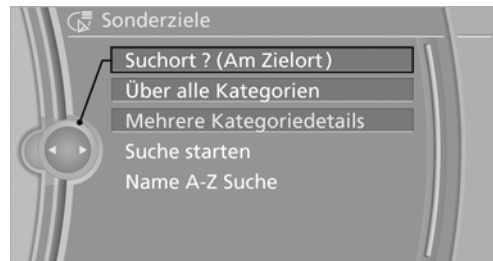 Sonderziele
Suchort ? (Am Zielort)
Über alle Kategorien
Mehrere Kategoriedetails
Suche starten
Name A-Z Suche